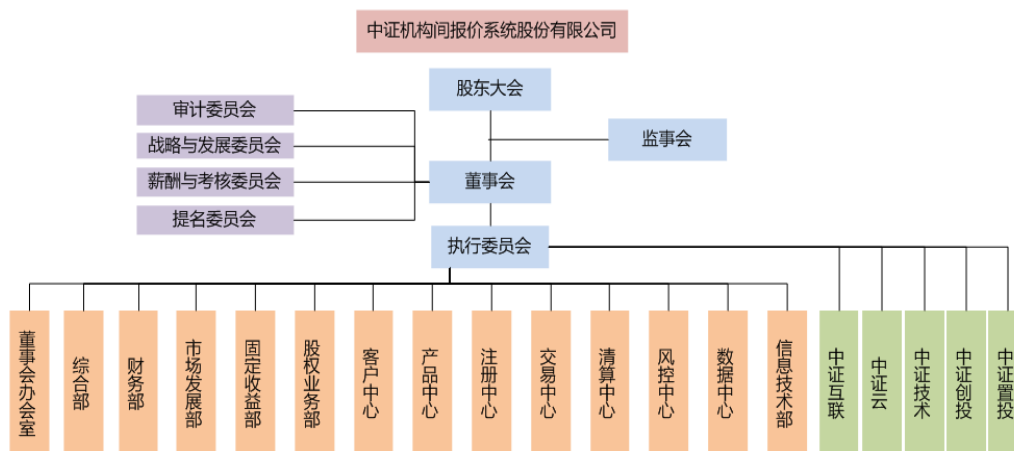 中证机构间报价系统股份有限公司
股东大会
审计委员会
监事会
战略与发展委员会
薪酬与考核委员会
董事会
提名委员会
执行委员会
董事会办会室
综合部
财务部
市场发展部
固定收益部
股权业务部
客户中心
产品中心
注册中心
交易中心
清算中心
风控中心
数据中心
信息技术部
中证互联
中证云
中证技术
中证创投
中证置投